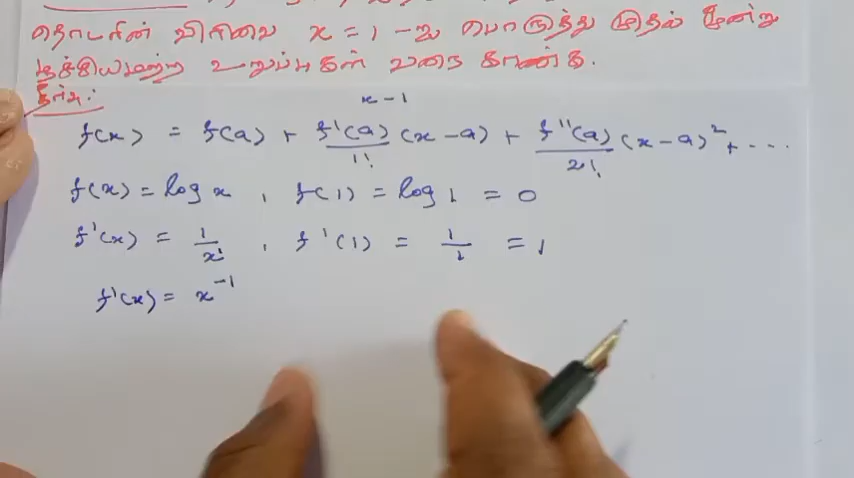 தொடரின் விரிவை x = 1 -ஐ பொறுத்து முதல் மூன்று
பூச்சியமற்ற உறுப்புகள் வரை காண்க.
தீர்வு:
x - 1
f(x) = f(a) + f'(a)/1! (x - a) + f''(a)/2! (x - a)² + ....
f(x) = log x , f(1) = log 1 = 0
f'(x) = 1/x¹ , f'(1) = 1/1 = 1
f'(x) = x⁻¹